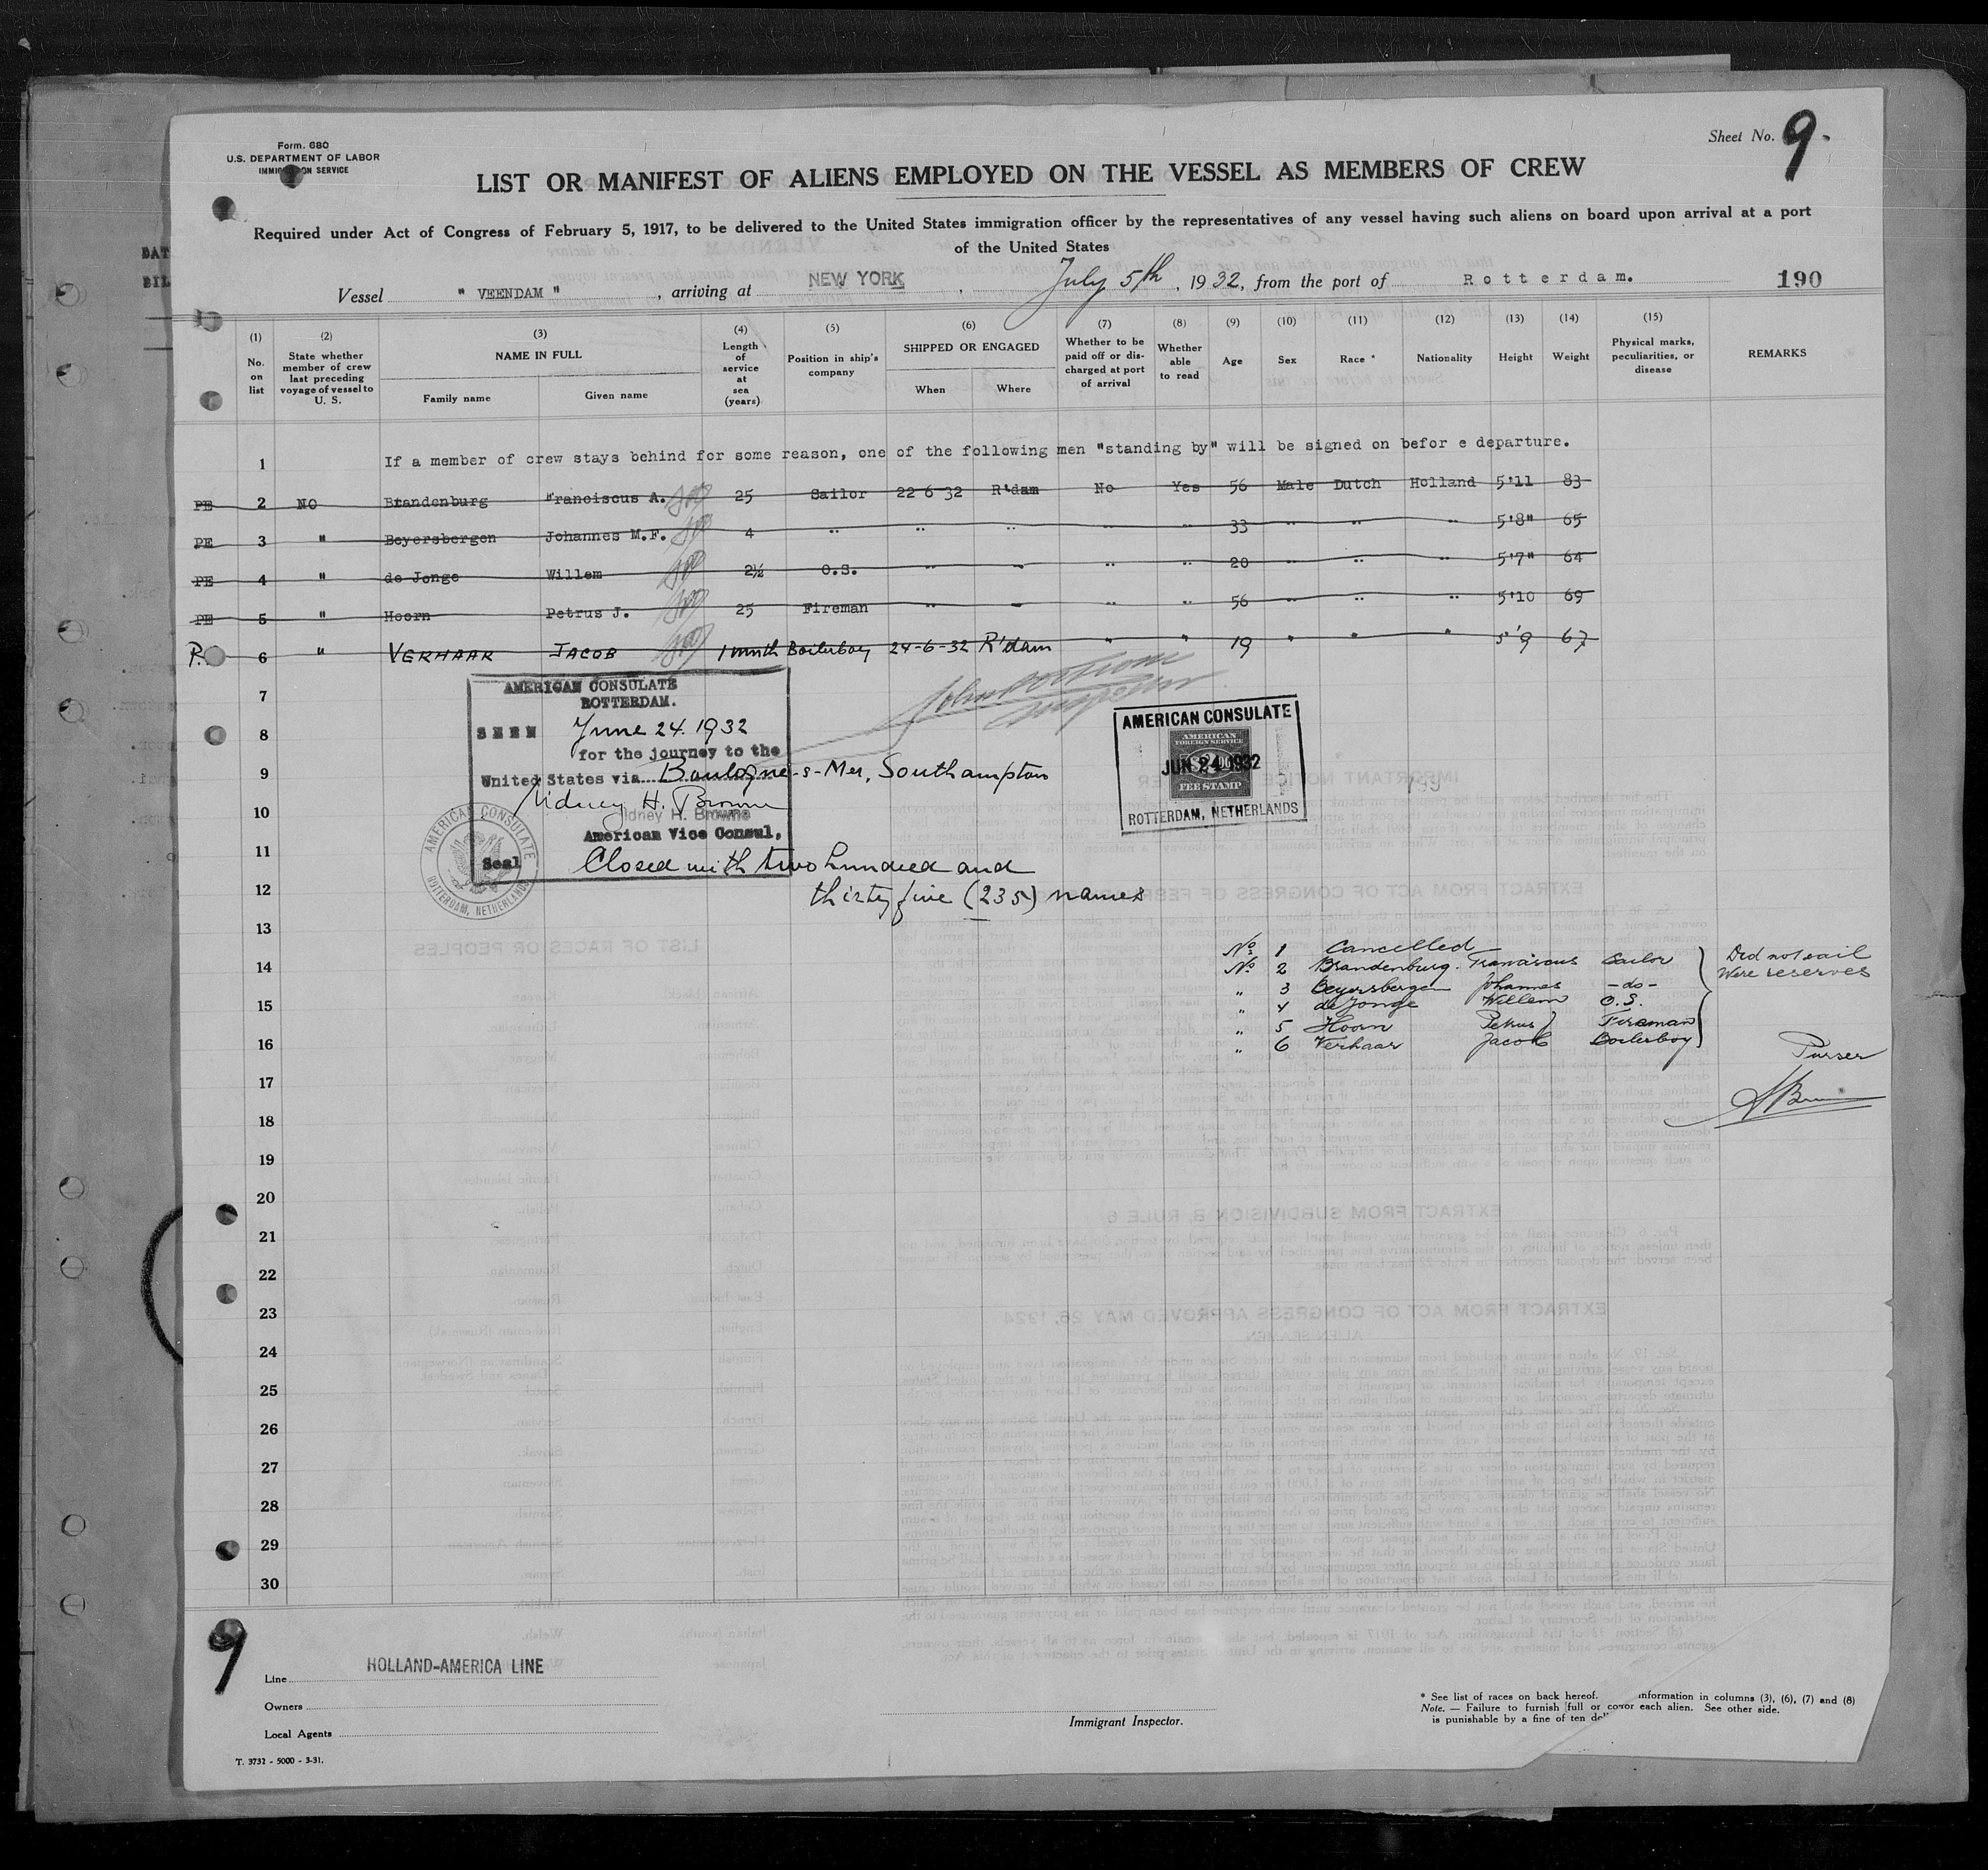 Form. 680
U.S. DEPARTMENT OF LABOR
IMMIGRATION SERVICE
Sheet No. 9.
LIST OR MANIFEST OF ALIENS EMPLOYED ON THE VESSEL AS MEMBERS OF CREW
Required under Act of Congress of February 5, 1917, to be delivered to the United States immigration officer by the representatives of any vessel having such aliens on board upon arrival at a port
of the United States
Vessel " VEENDAM " , arriving at NEW YORK , July 5th , 1932, from the port of Rotterdam. 190
(1) No. on list
(2) State whether member of crew last preceding voyage of vessel to U. S.
(3) NAME IN FULL Family name Given name
(4) Length of service at sea (years)
(5) Position in ship's company
(6) SHIPPED OR ENGAGED When Where
(7) Whether to be paid off or discharged at port of arrival
(8) Whether able to read
(9) Age
(10) Sex
(11) Race *
(12) Nationality
(13) Height
(14) Weight
(15) Physical marks, peculiarities, or disease
REMARKS
1 If a member of crew stays behind for some reason, one of the following men "standing by" will be signed on befor e departure.
PE 2 NO Brandenburg Franciscus A. 25 Sailor 22 6 32 R'dam No Yes 56 Male Dutch Holland 5'11 83
PE 3 " Beyersbergen Johannes M.F. 4 " " " " " 33 " " " 5'8" 65
PE 4 " de Jonge Willem 2½ O.S. " " " " 20 " " " 5'7" 64
PE 5 " Hoorn Petrus J. 25 Fireman " " " " 56 " " " 5'10 69
P. 6 " VERHAAR JACOB 1 month Boilerboy 24-6-32 R'dam " " 19 " " " 5'9 67
7
AMERICAN CONSULATE
ROTTERDAM.
8
SEEN June 24. 1932
for the journey to the
9
United States via Boulogne-s-Mer, Southampton
10
Sidney H. Browne
Sidney H. Browne
American Vice Consul,
11
Seal
AMERICAN CONSULATE
ROTTERDAM, NETHERLANDS
Closed with two hundred and
12
thirty five (235) names
AMERICAN CONSULATE
AMERICAN
FOREIGN SERVICE
JUN 24 1932
FEE STAMP
ROTTERDAM, NETHERLANDS
13
No 1 Cancelled
14
No 2 Brandenburg. Franciscus Sailor
" 3 Beyersbergen Johannes -do-
15
" 4 de Jonge Willem O.S.
" 5 Hoorn Petrus J Fireman
16
" 6 Verhaar Jacob Boilerboy
Did not sail
Were reserves
Purser
17
18
19
20
21
22
23
24
25
26
27
28
29
30
9
Line HOLLAND-AMERICA LINE
Owners
Local Agents
Immigrant Inspector.
* See list of races on back hereof.
nformation in columns (3), (6), (7) and (8)
Note. — Failure to furnish full or cor
or each alien. See other side.
is punishable by a fine of ten
T. 3732 - 5000 - 3-31.